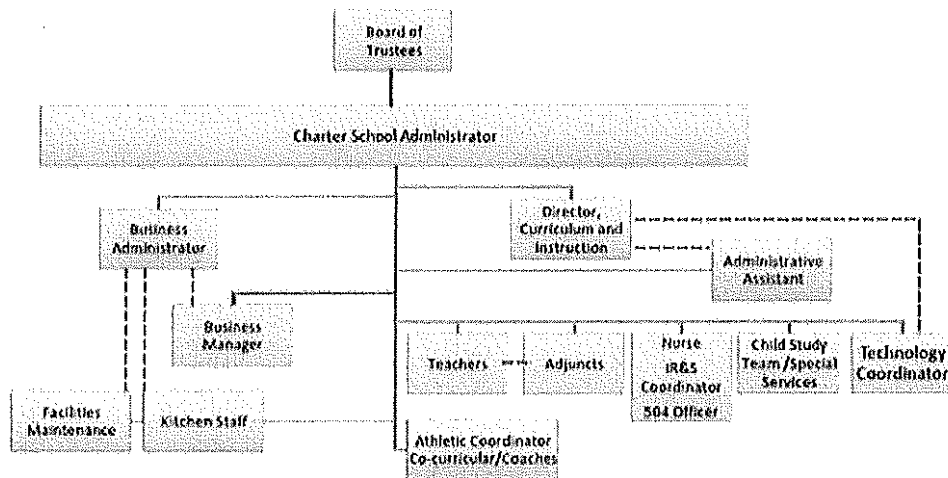 Board of
Trustees
Charter School Administrator
Business
Administrator
Director,
Curriculum and
Instruction
Administrative
Assistant
Business
Manager
Teachers
Adjuncts
Nurse
IR&S
Coordinator
504 Officer
Child Study
Team/Special
Services
Technology
Coordinator
Facilities
Maintenance
Kitchen Staff
Athletic Coordinator
Co-curricular/Coaches